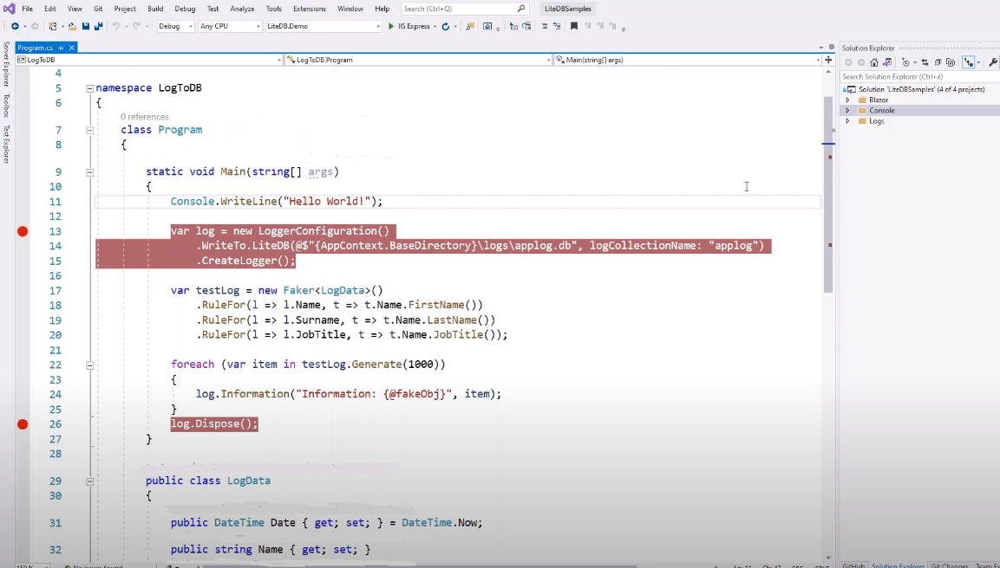 File Edit View Git Project Build Debug Test Analyze Tools Extensions Window Help Search (Ctrl+Q) LiteDBSamples
Debug Any CPU LiteDB.Demo IIS Express
Program.cs
LogToDB LogToDB.Program Main(string[] args)
Server Explorer
Toolbox
Test Explorer
4
5 namespace LogToDB
6 {
0 references
7 class Program
8 {
9 static void Main(string[] args)
10 {
11 Console.WriteLine("Hello World!");
12
13 var log = new LoggerConfiguration()
14 .WriteTo.LiteDB(@$"{AppContext.BaseDirectory}\logs\applog.db", logCollectionName: "applog")
15 .CreateLogger();
16
17 var testLog = new Faker<LogData>()
18 .RuleFor(l => l.Name, t => t.Name.FirstName())
19 .RuleFor(l => l.Surname, t => t.Name.LastName())
20 .RuleFor(l => l.JobTitle, t => t.Name.JobTitle());
21
22 foreach (var item in testLog.Generate(1000))
23 {
24 log.Information("Information: {@fakeObj}", item);
25 }
26 log.Dispose();
27 }
28
29 public class LogData
30 {
31 public DateTime Date { get; set; } = DateTime.Now;
32 public string Name { get; set; }
Solution Explorer
Search Solution Explorer (Ctrl+è)
Solution 'LiteDBSamples' (4 of 4 projects)
Blazor
Console
Logs
GitHub Solution Explorer Git Changes